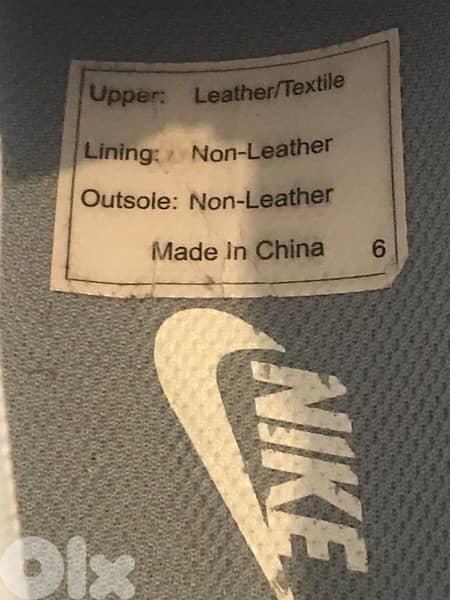 Upper: Leather/Textile
Lining: Non-Leather
Outsole: Non-Leather
Made In China 6
NIKE
Olx